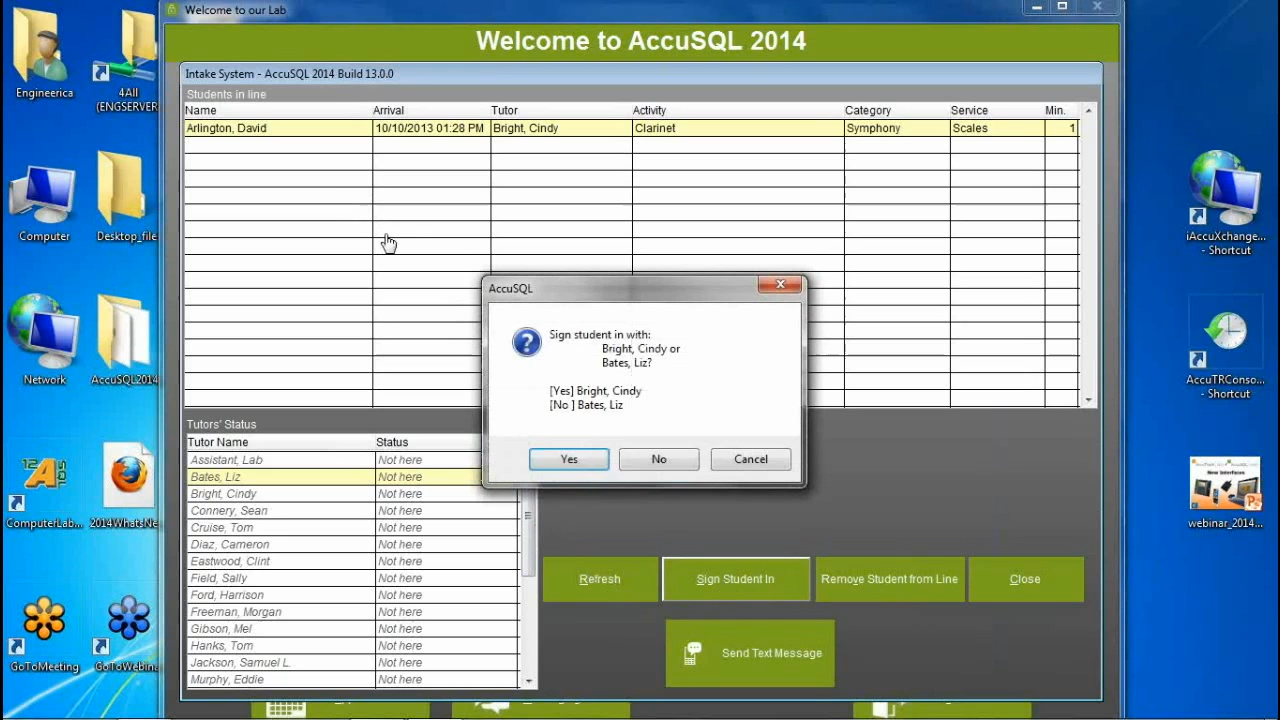 Welcome to our Lab
Welcome to AccuSQL 2014
Intake System - AccuSQL 2014 Build 13.0.0
Students in line
Name Arrival Tutor Activity Category Service Min.
Arlington, David 10/10/2013 01:28 PM Bright, Cindy Clarinet Symphony Scales 1
AccuSQL
Sign student in with:
Bright, Cindy or
Bates, Liz?
[Yes] Bright, Cindy
[No ] Bates, Liz
Yes No Cancel
Tutors' Status
Tutor Name Status
Assistant, Lab Not here
Bates, Liz Not here
Bright, Cindy Not here
Connery, Sean Not here
Cruise, Tom Not here
Diaz, Cameron Not here
Eastwood, Clint Not here
Field, Sally Not here
Ford, Harrison Not here
Freeman, Morgan Not here
Gibson, Mel Not here
Hanks, Tom Not here
Jackson, Samuel L. Not here
Murphy, Eddie Not here
Refresh Sign Student In Remove Student from Line Close
Send Text Message
Engineerica
4All
(ENGSERVER
Computer
Desktop_file
Network
AccuSQL2014
ComputerLab...
2014WhatsNe
GoToMeeting
GoToWebina
iAccuXchange...
- Shortcut
AccuTRConso...
- Shortcut
New Interfaces
webinar_2014...